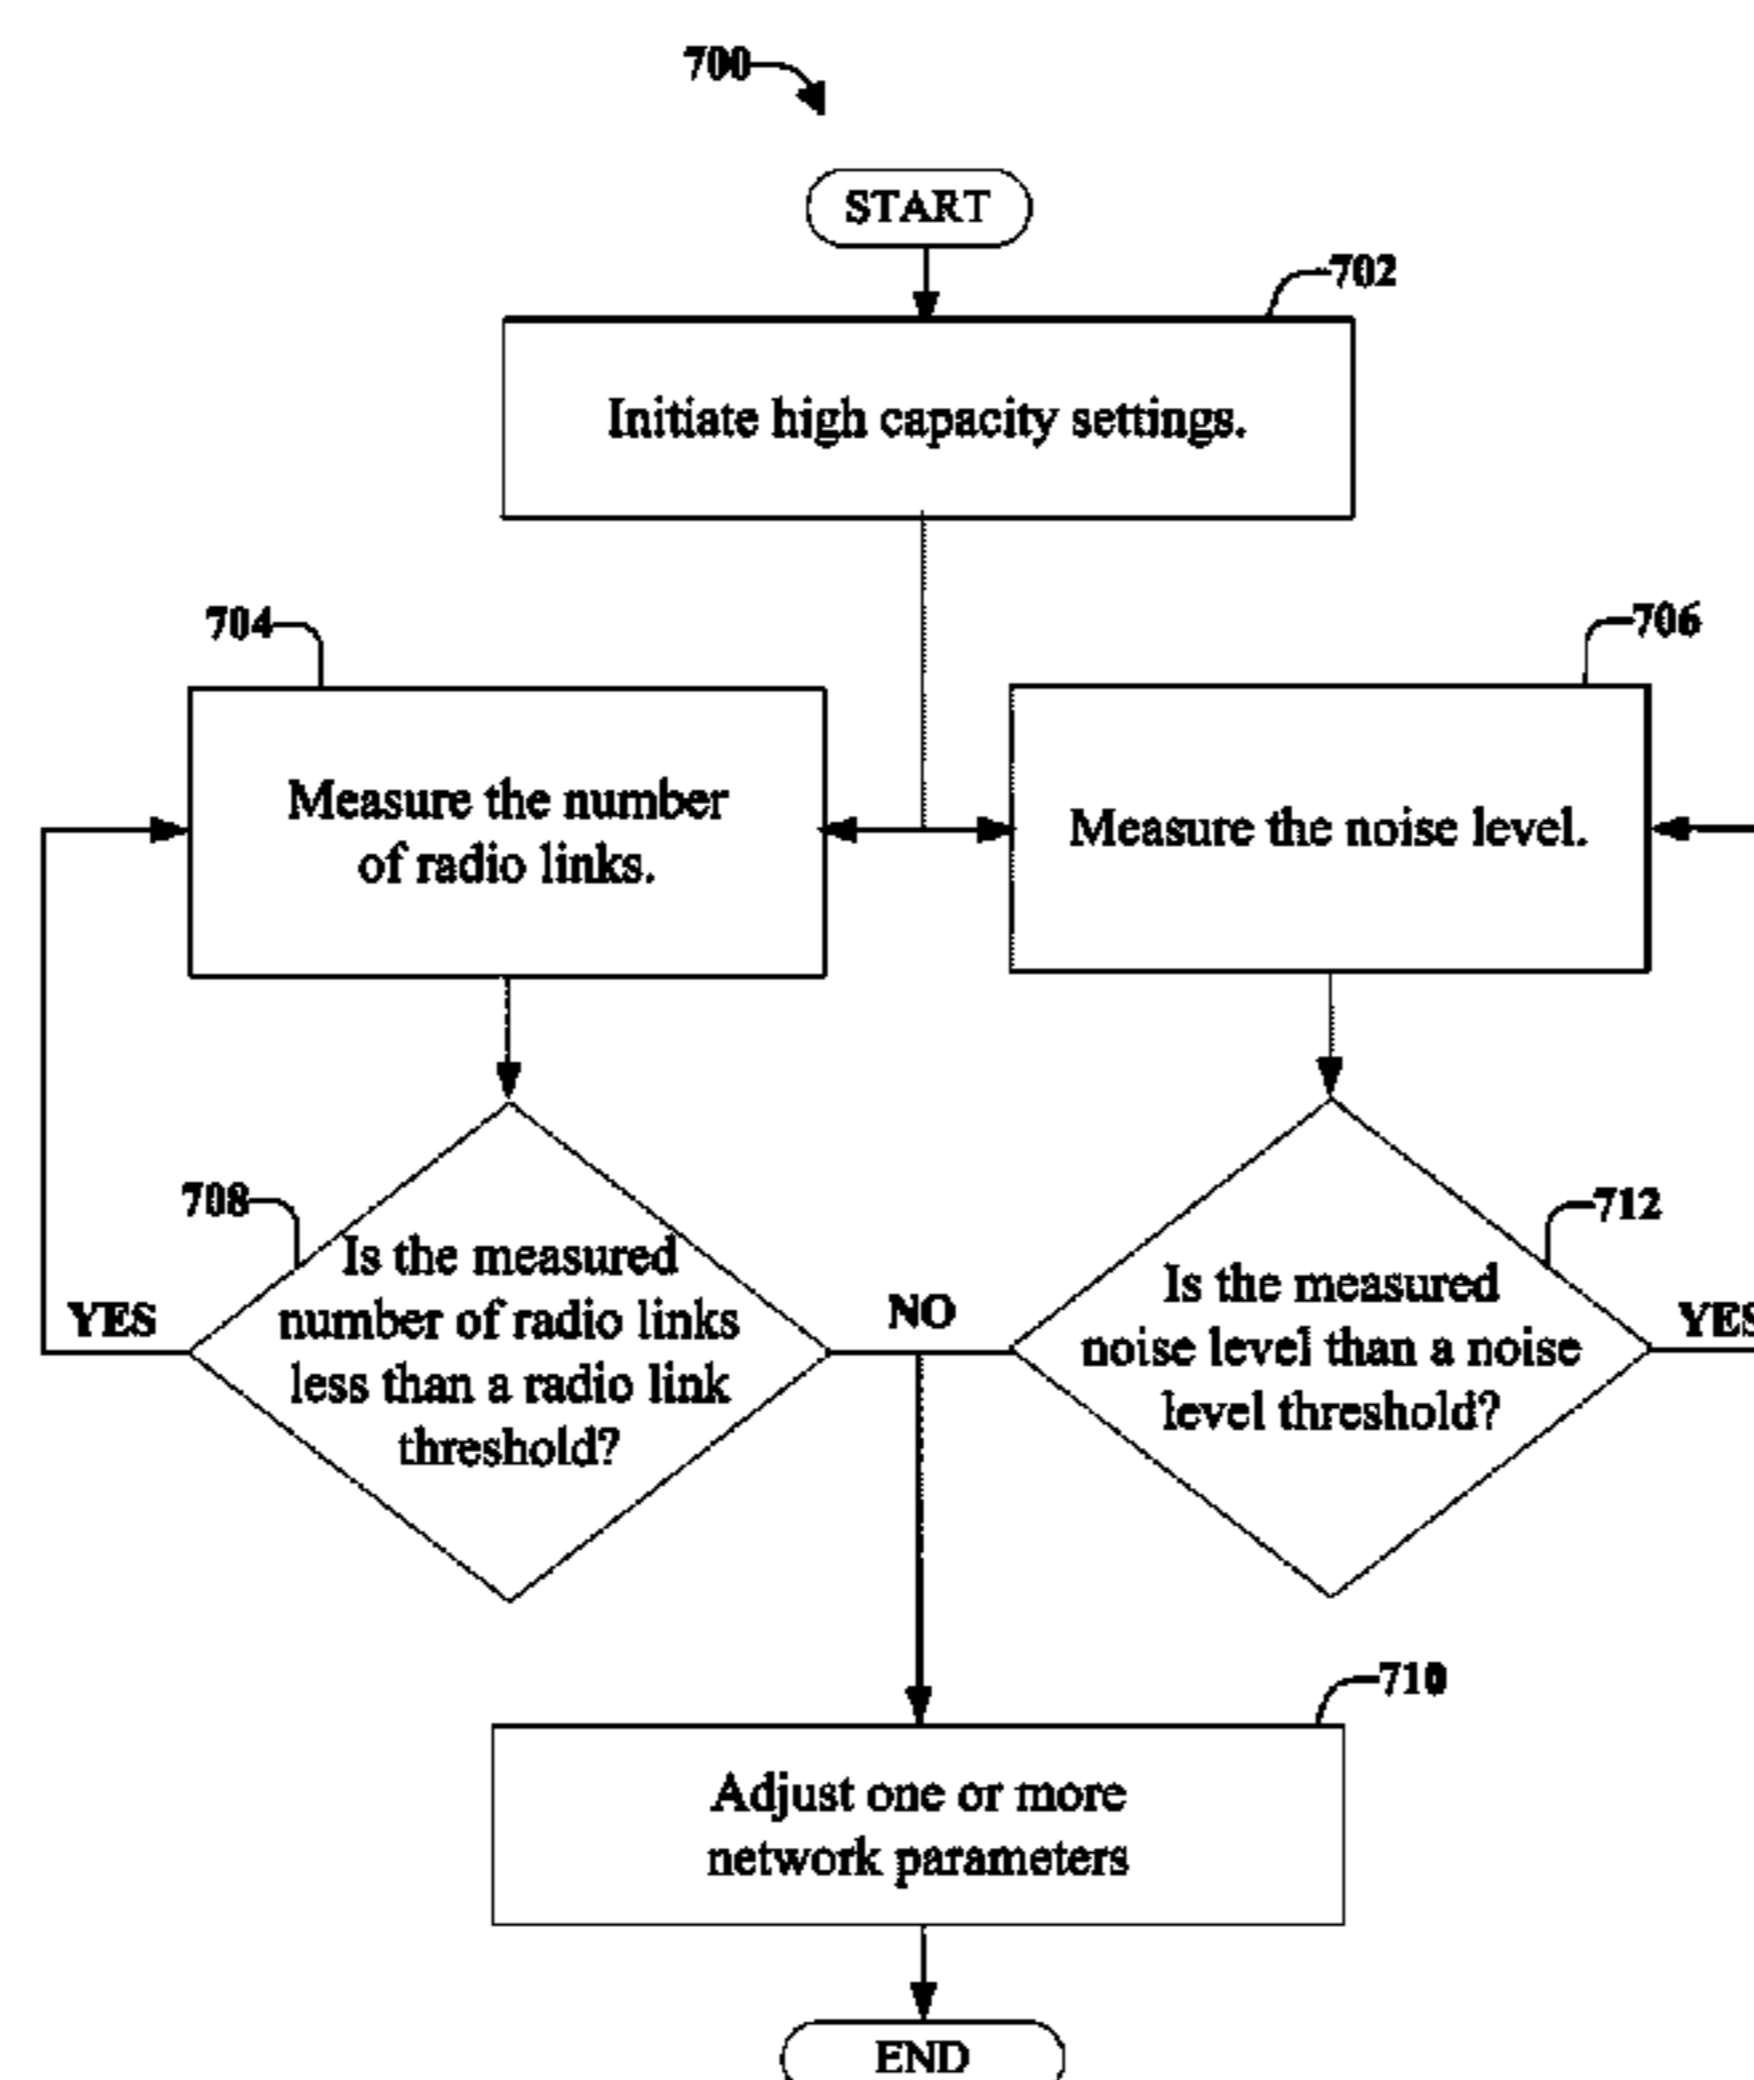 700
START
702
Initiate high capacity settings.
704
706
Measure the number
of radio links.
Measure the noise level.
708
712
Is the measured
number of radio links
less than a radio link
threshold?
YES
NO
Is the measured
noise level than a noise
level threshold?
YES
710
Adjust one or more
network parameters
END